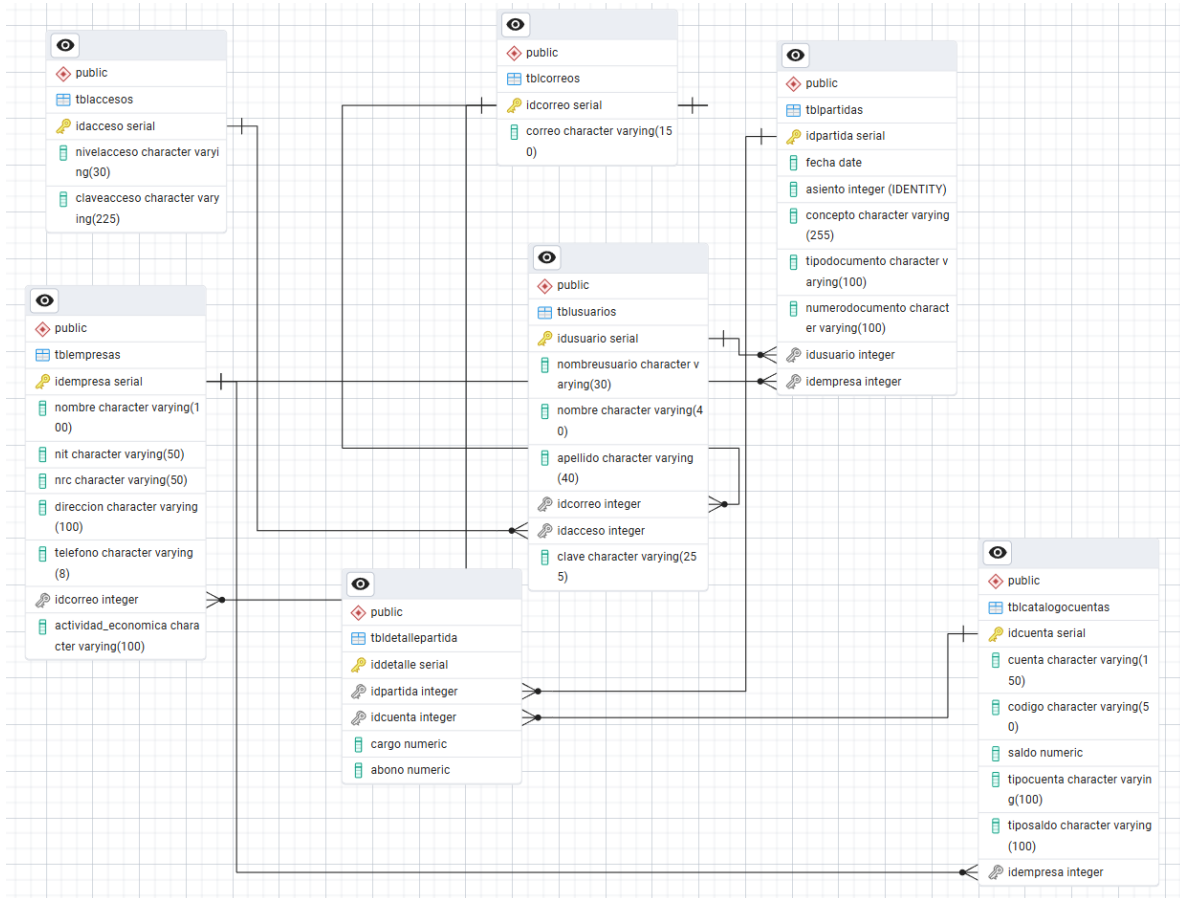 public
tblaccesos
idacceso serial
nivelacceso character varyi
ng(30)
claveacceso character vary
ing(225)
public
tblcorreos
idcorreo serial
correo character varying(15
0)
public
tblpartidas
idpartida serial
fecha date
asiento integer (IDENTITY)
concepto character varying
(255)
tipodocumento character v
arying(100)
numerodocumento charact
er varying(100)
idusuario integer
idempresa integer
public
tblempresas
idempresa serial
nombre character varying(1
00)
nit character varying(50)
nrc character varying(50)
direccion character varying
(100)
telefono character varying
(8)
idcorreo integer
actividad_economica chara
cter varying(100)
public
tblusuarios
idusuario serial
nombreusuario character v
arying(30)
nombre character varying(4
0)
apellido character varying
(40)
idcorreo integer
idacceso integer
clave character varying(25
5)
public
tbldetallepartida
iddetalle serial
idpartida integer
idcuenta integer
cargo numeric
abono numeric
public
tblcatalogocuentas
idcuenta serial
cuenta character varying(1
50)
codigo character varying(5
0)
saldo numeric
tipocuenta character varyin
g(100)
tiposaldo character varying
(100)
idempresa integer